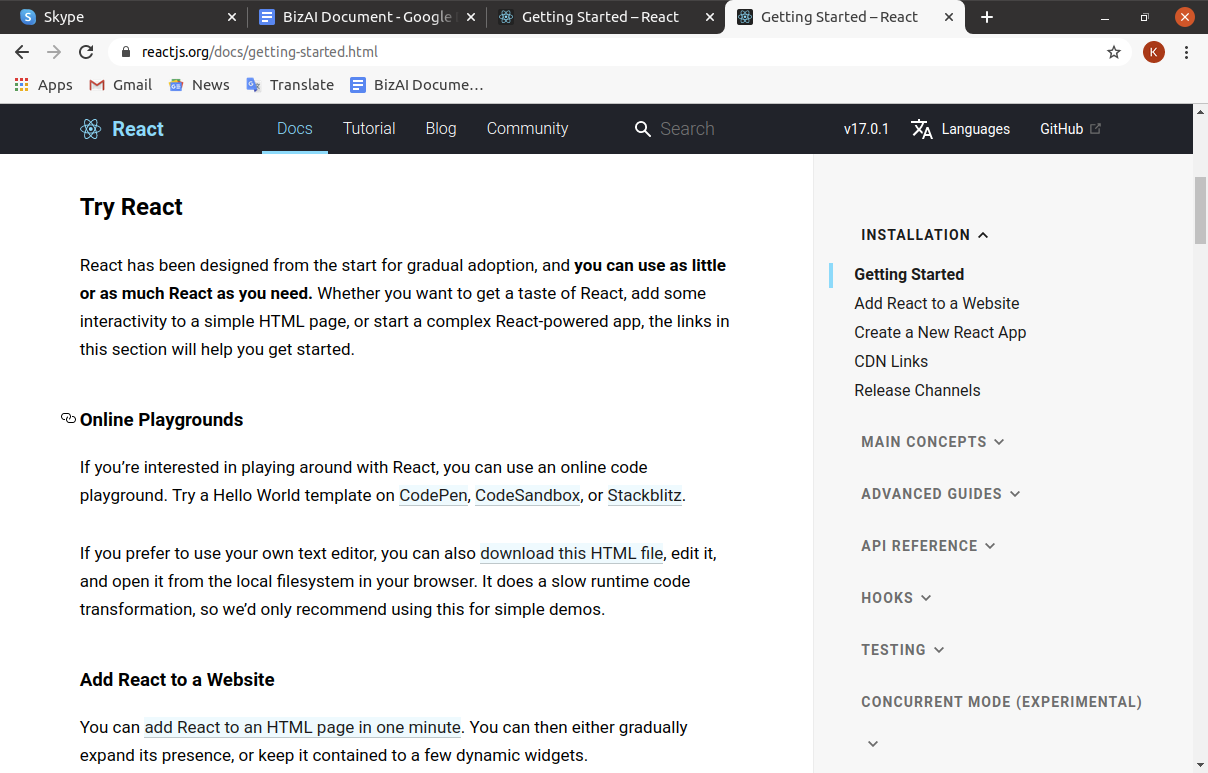 Skype
BizAI Document - Google
Getting Started – React
Getting Started – React
reactjs.org/docs/getting-started.html
K
Apps
Gmail
News
Translate
BizAI Docume…
React
Docs
Tutorial
Blog
Community
Search
v17.0.1
Languages
GitHub
Try React
React has been designed from the start for gradual adoption, and you can use as little
or as much React as you need. Whether you want to get a taste of React, add some
interactivity to a simple HTML page, or start a complex React-powered app, the links in
this section will help you get started.
Online Playgrounds
If you’re interested in playing around with React, you can use an online code
playground. Try a Hello World template on CodePen, CodeSandbox, or Stackblitz.
If you prefer to use your own text editor, you can also download this HTML file, edit it,
and open it from the local filesystem in your browser. It does a slow runtime code
transformation, so we’d only recommend using this for simple demos.
Add React to a Website
You can add React to an HTML page in one minute. You can then either gradually
expand its presence, or keep it contained to a few dynamic widgets.
INSTALLATION
Getting Started
Add React to a Website
Create a New React App
CDN Links
Release Channels
MAIN CONCEPTS
ADVANCED GUIDES
API REFERENCE
HOOKS
TESTING
CONCURRENT MODE (EXPERIMENTAL)